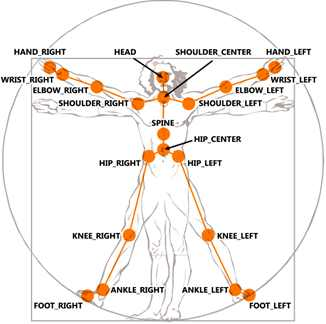 HAND_RIGHT
HEAD
SHOULDER_CENTER
HAND_LEFT
WRIST_RIGHT
WRIST_LEFT
ELBOW_RIGHT
ELBOW_LEFT
SHOULDER_RIGHT
SHOULDER_LEFT
SPINE
HIP_CENTER
HIP_RIGHT
HIP_LEFT
KNEE_RIGHT
KNEE_LEFT
ANKLE_RIGHT
ANKLE_LEFT
FOOT_RIGHT
FOOT_LEFT